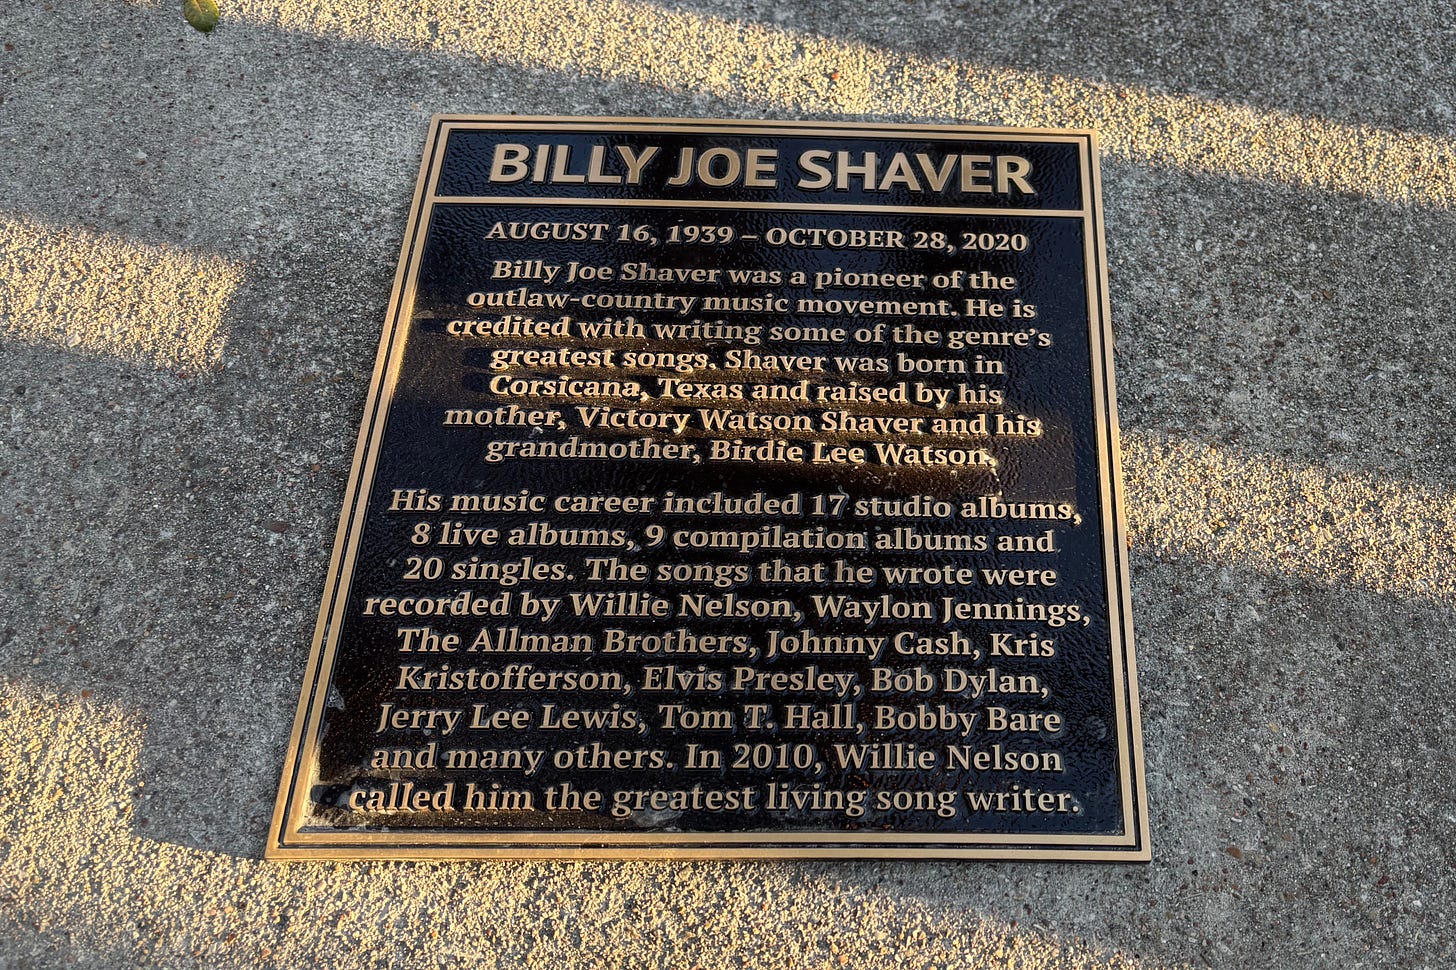 BILLY JOE SHAVER
AUGUST 16, 1939 – OCTOBER 28, 2020
Billy Joe Shaver was a pioneer of the
outlaw-country music movement. He is
credited with writing some of the genre's
greatest songs. Shaver was born in
Corsicana, Texas and raised by his
mother, Victory Watson Shaver and his
grandmother, Birdie Lee Watson.
His music career included 17 studio albums,
8 live albums, 9 compilation albums and
20 singles. The songs that he wrote were
recorded by Willie Nelson, Waylon Jennings,
The Allman Brothers, Johnny Cash, Kris
Kristofferson, Elvis Presley, Bob Dylan,
Jerry Lee Lewis, Tom T. Hall, Bobby Bare
and many others. In 2010, Willie Nelson
called him the greatest living song writer.